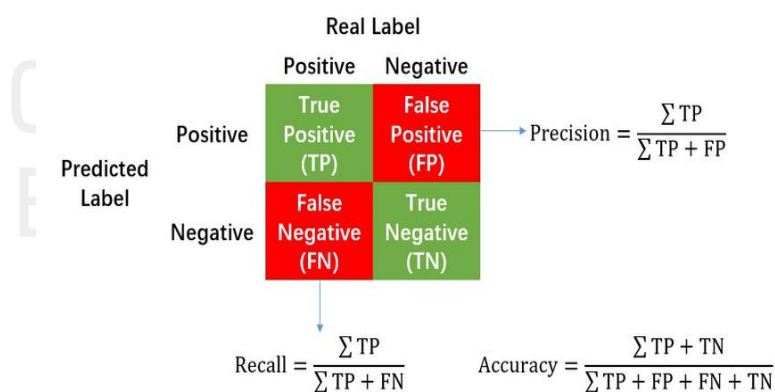 Real Label
Positive Negative
True Positive (TP)
False Positive (FP)
Positive
Precision = ∑ TP / ∑ TP + FP
Predicted Label
False Negative (FN)
True Negative (TN)
Negative
Recall = ∑ TP / ∑ TP + FN
Accuracy = ∑ TP + TN / ∑ TP + FP + FN + TN